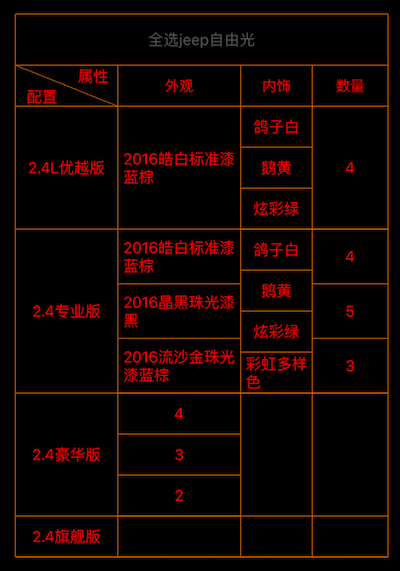 全选jeep自由光
属性
配置
外观
内饰
数量
2.4L优越版
2016皓白标准漆
蓝棕
鸽子白
鹅黄
炫彩绿
4
2.4专业版
2016皓白标准漆
蓝棕
2016晶黑珠光漆
黑
2016流沙金珠光
漆蓝棕
鸽子白
鹅黄
炫彩绿
彩虹多样
色
4
5
3
2.4豪华版
4
3
2
2.4旗舰版